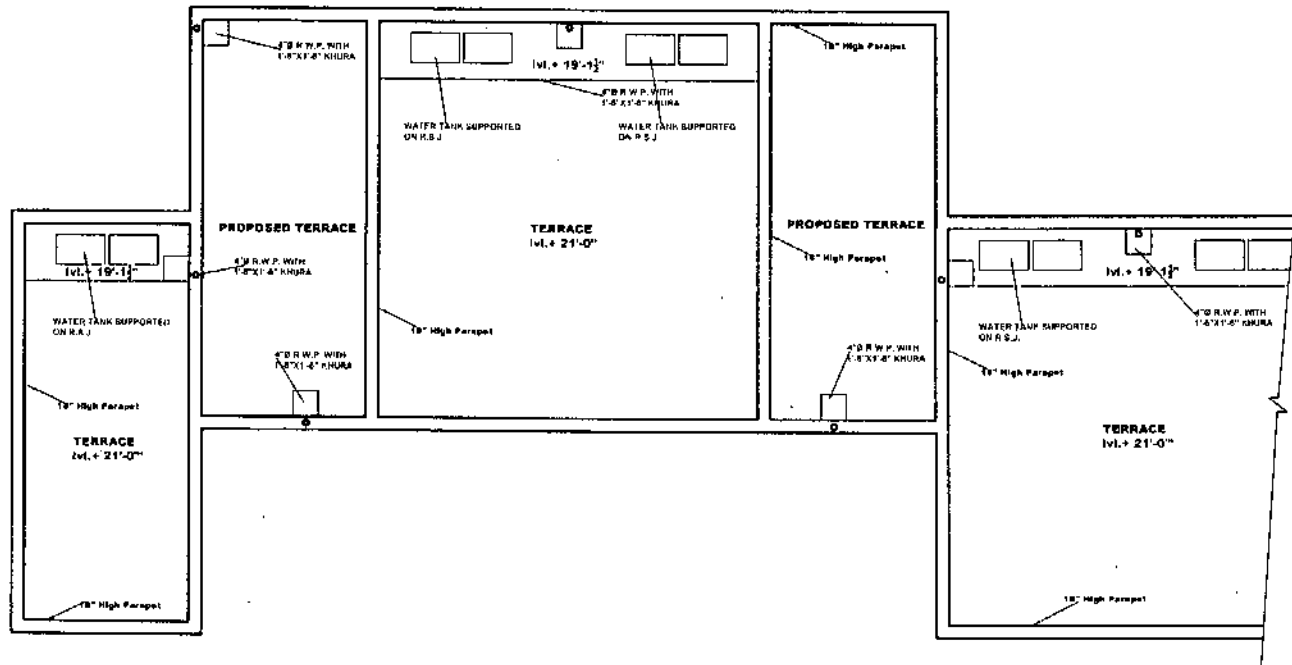 4"Ø R.W.P. WITH
1'-6"X1'-6" KHURA
lvl.+ 19'-1½"
4"Ø R.W.P. WITH
1'-6"X1'-6" KHURA
WATER TANK SUPPORTED
ON R.S.J.
WATER TANK SUPPORTED
ON R.S.J.
18" High Parapet
PROPOSED TERRACE
TERRACE
lvl.+ 21'-0"
PROPOSED TERRACE
18" High Parapet
lvl.+ 19'-1½"
4"Ø R.W.P. WITH
1'-6"X1'-6" KHURA
WATER TANK SUPPORTED
ON R.S.J.
18" High Parapet
4"Ø R.W.P. WITH
1'-6"X1'-6" KHURA
4"Ø R.W.P. WITH
1'-6"X1'-6" KHURA
lvl.+ 19'-1½"
4"Ø R.W.P. WITH
1'-6"X1'-6" KHURA
WATER TANK SUPPORTED
ON R.S.J.
18" High Parapet
18" High Parapet
TERRACE
lvl.+ 21'-0"
TERRACE
lvl.+ 21'-0"
18" High Parapet
18" High Parapet